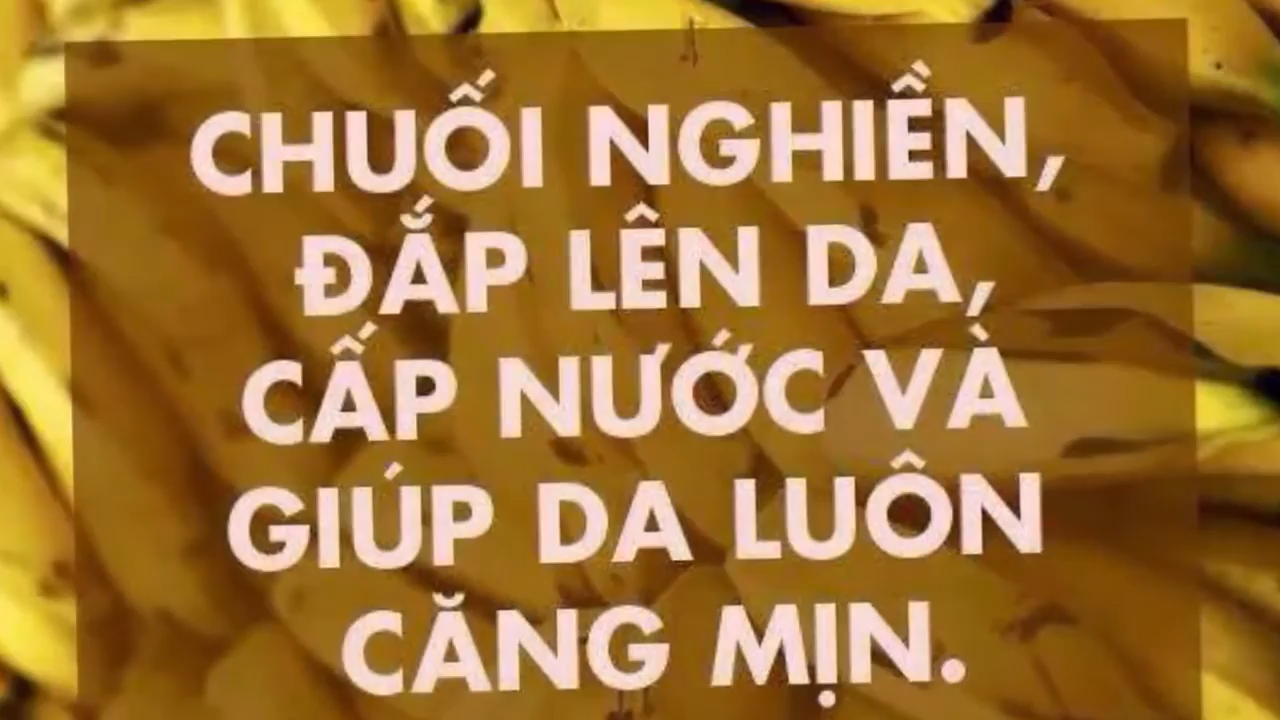 CHUỐI NGHIỀN,
ĐẮP LÊN DA,
CẤP NƯỚC VÀ
GIÚP DA LUÔN
CĂNG MỊN.